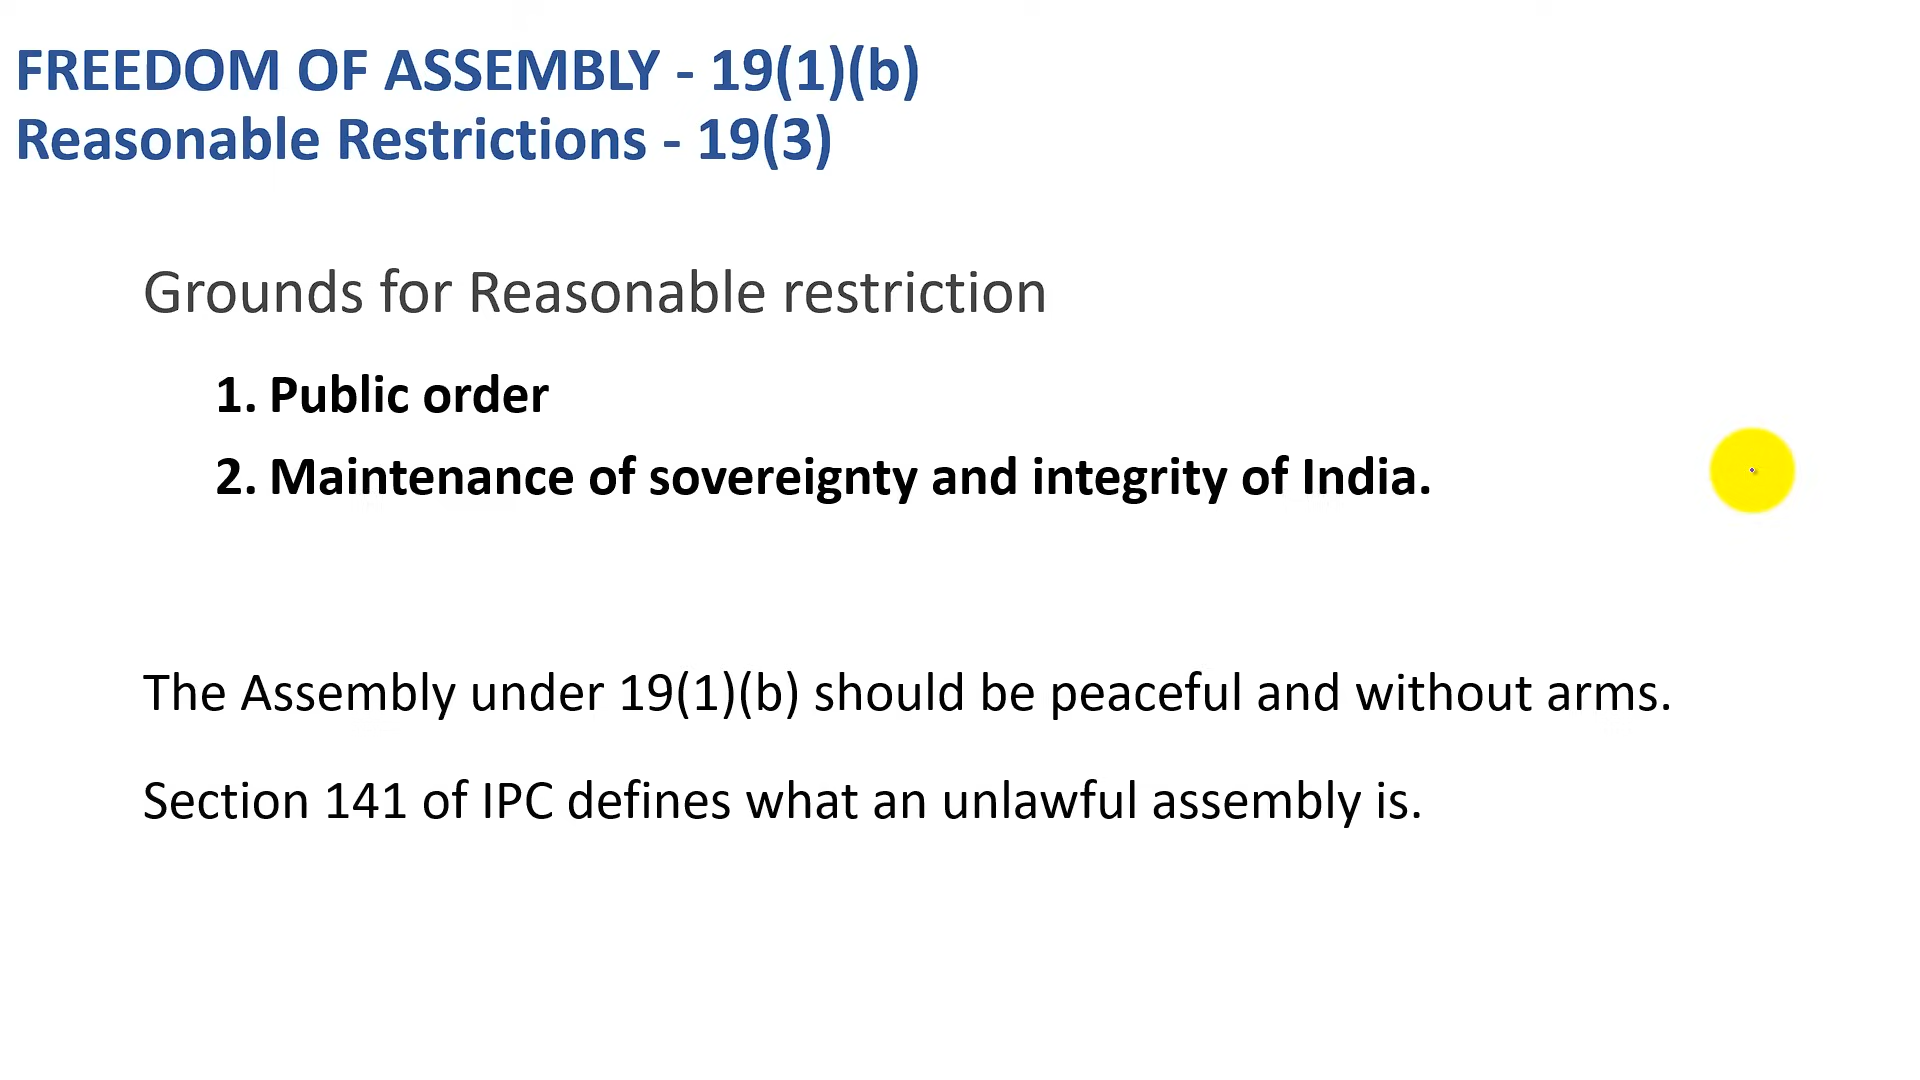 FREEDOM OF ASSEMBLY - 19(1)(b)
Reasonable Restrictions - 19(3)
Grounds for Reasonable restriction
1. Public order
2. Maintenance of sovereignty and integrity of India.
The Assembly under 19(1)(b) should be peaceful and without arms.
Section 141 of IPC defines what an unlawful assembly is.